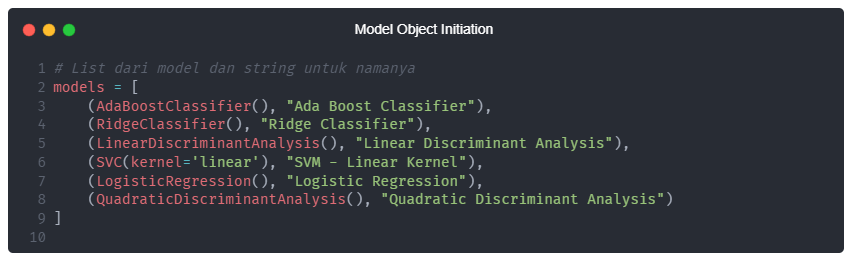 Model Object Initiation
1 # List dari model dan string untuk namanya
2 models = [
3     (AdaBoostClassifier(), "Ada Boost Classifier"),
4     (RidgeClassifier(), "Ridge Classifier"),
5     (LinearDiscriminantAnalysis(), "Linear Discriminant Analysis"),
6     (SVC(kernel='linear'), "SVM - Linear Kernel"),
7     (LogisticRegression(), "Logistic Regression"),
8     (QuadraticDiscriminantAnalysis(), "Quadratic Discriminant Analysis")
9 ]
10